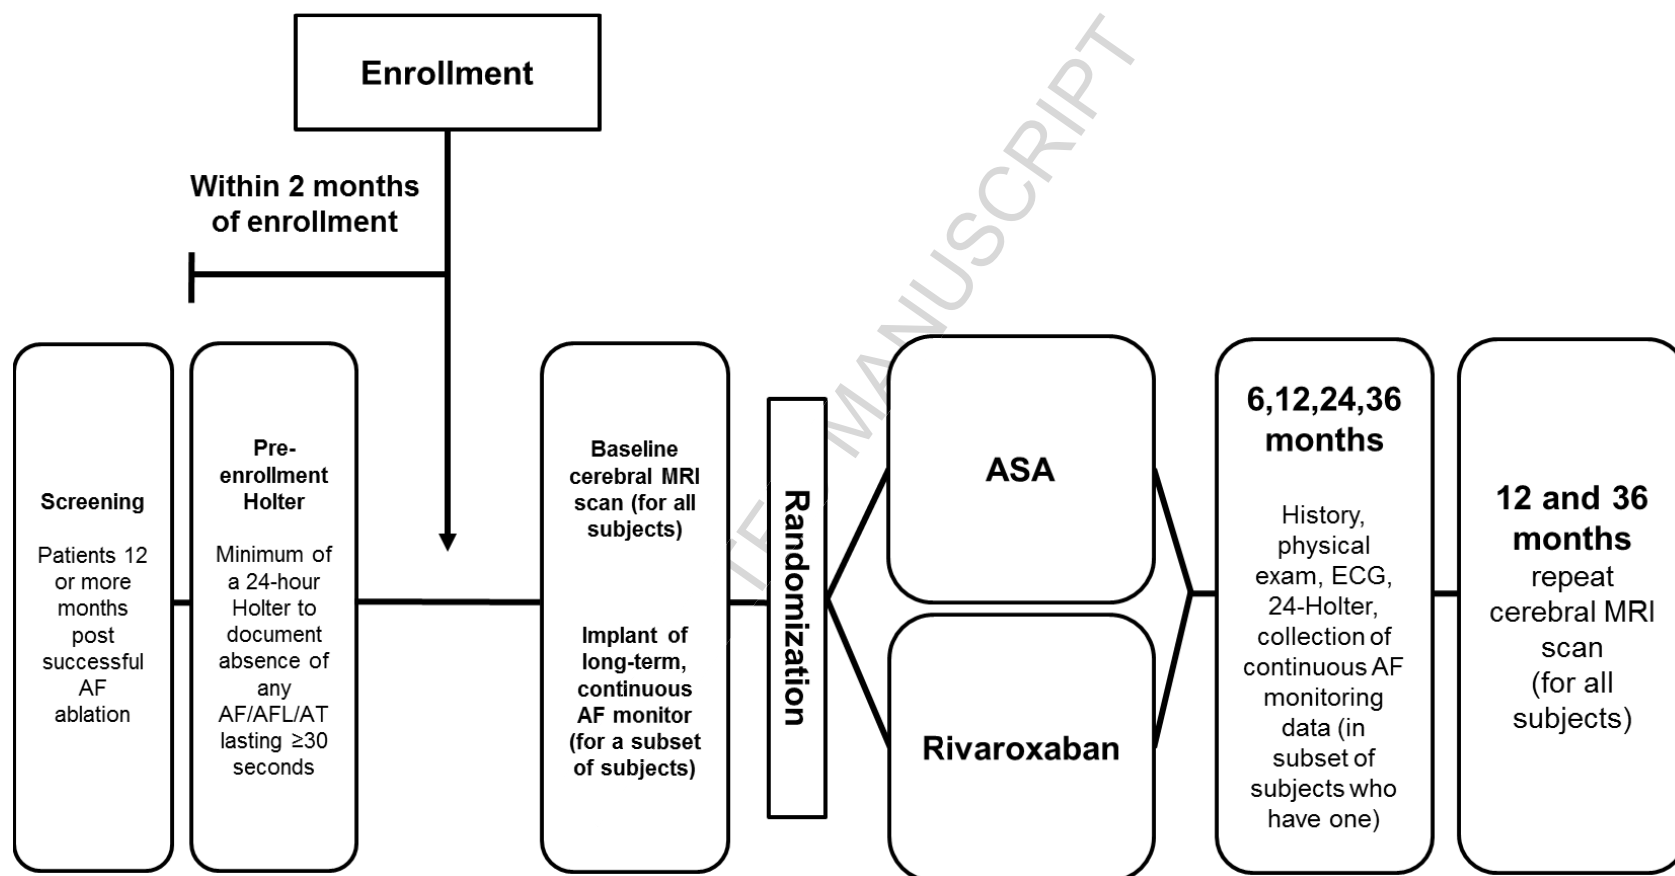 Enrollment
Within 2 months
of enrollment
Screening
Patients 12
or more
months
post
successful
AF
ablation
Pre-
enrollment
Holter
Minimum of
a 24-hour
Holter to
document
absence of
any
AF/AFL/AT
lasting ≥30
seconds
Baseline
cerebral MRI
scan (for all
subjects)
Implant of
long-term,
continuous
AF monitor
(for a subset
of subjects)
Randomization
ASA
Rivaroxaban
6,12,24,36
months
History,
physical
exam, ECG,
24-Holter,
collection of
continuous AF
monitoring
data (in
subset of
subjects who
have one)
12 and 36
months
repeat
cerebral MRI
scan
(for all
subjects)
MANUSCRIPT